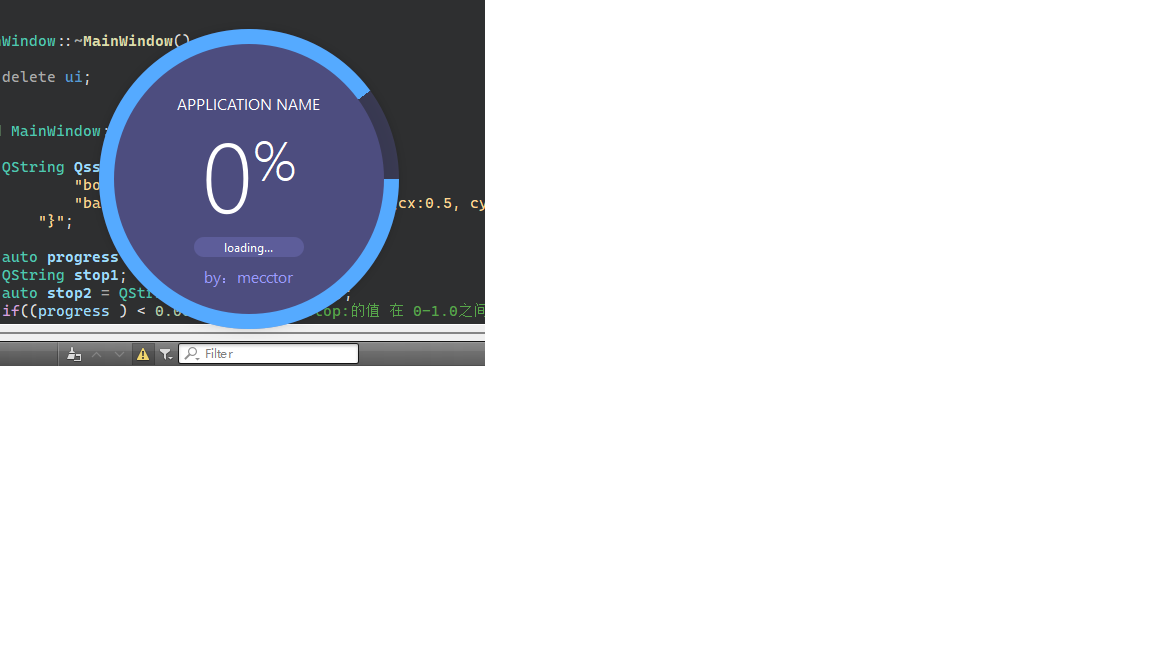 Window::~MainWindow()
delete ui;
APPLICATION NAME
MainWindow:
0%
QString Qss
"bo
"ba
cx:0.5, cy
"}";
loading...
auto progress
by：mecctor
QString stop1;
auto stop2 = QStr
;
if((progress ) < 0.0
top:的值 在 0-1.0之间
Filter